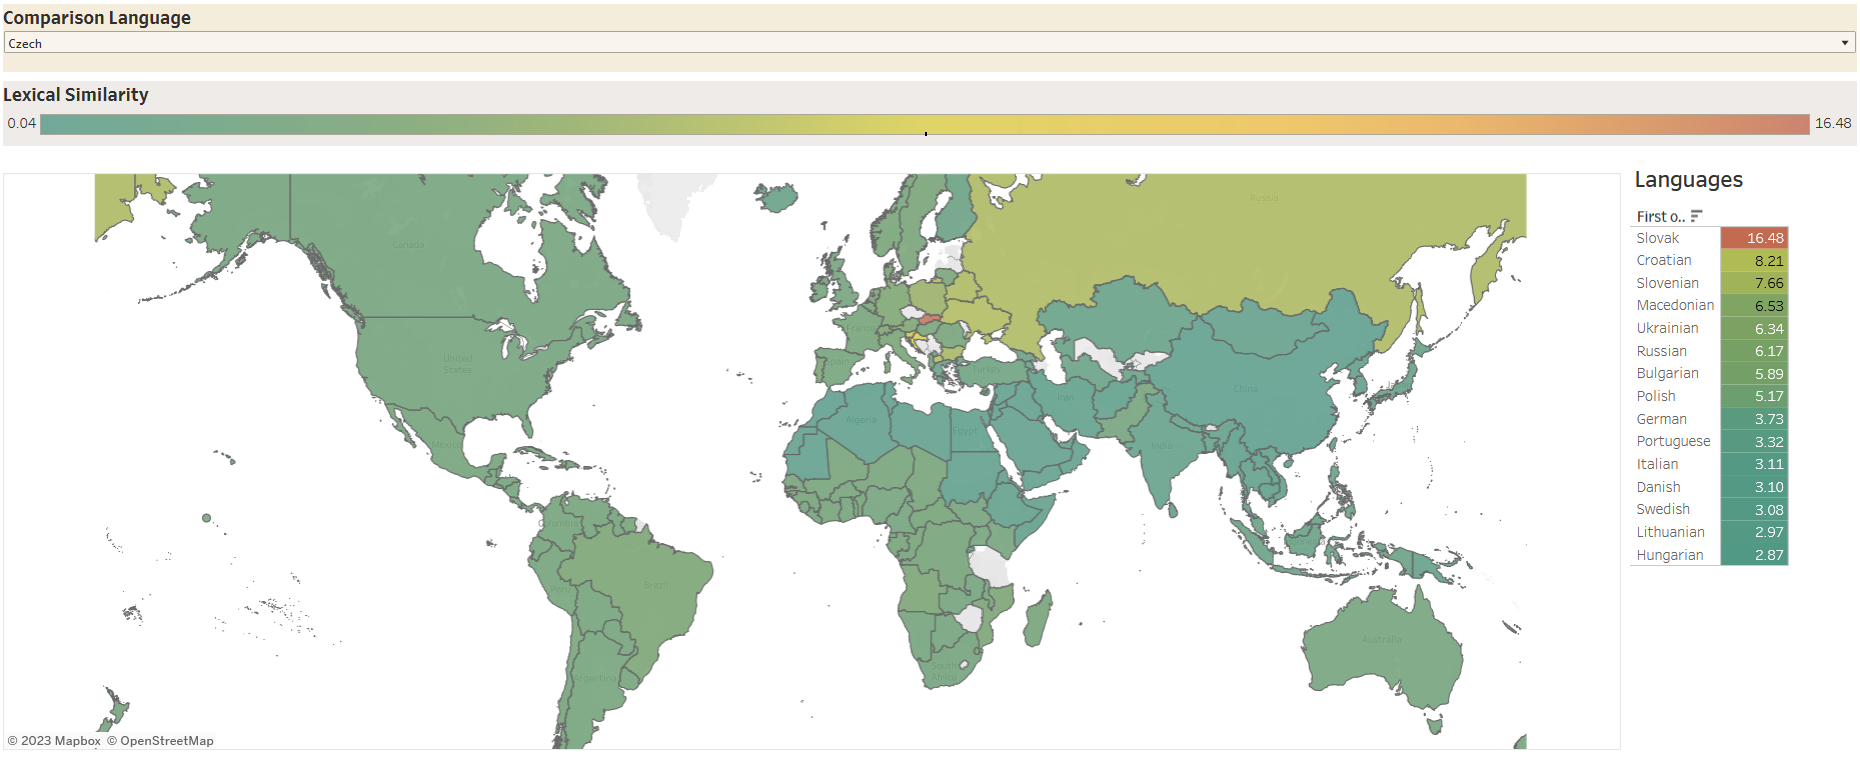 Comparison Language
Czech
Lexical Similarity
0.04
16.48
Languages
First o..
Slovak 16.48
Croatian 8.21
Slovenian 7.66
Macedonian 6.53
Ukrainian 6.34
Russian 6.17
Bulgarian 5.89
Polish 5.17
German 3.73
Portuguese 3.32
Italian 3.11
Danish 3.10
Swedish 3.08
Lithuanian 2.97
Hungarian 2.87
Russia
Canada
France
Spain
United
States
Turkey
China
Iran
Algeria
Egypt
India
Mexico
Colombia
Brazil
Peru
Australia
South
Africa
Argentina
© 2023 Mapbox © OpenStreetMap